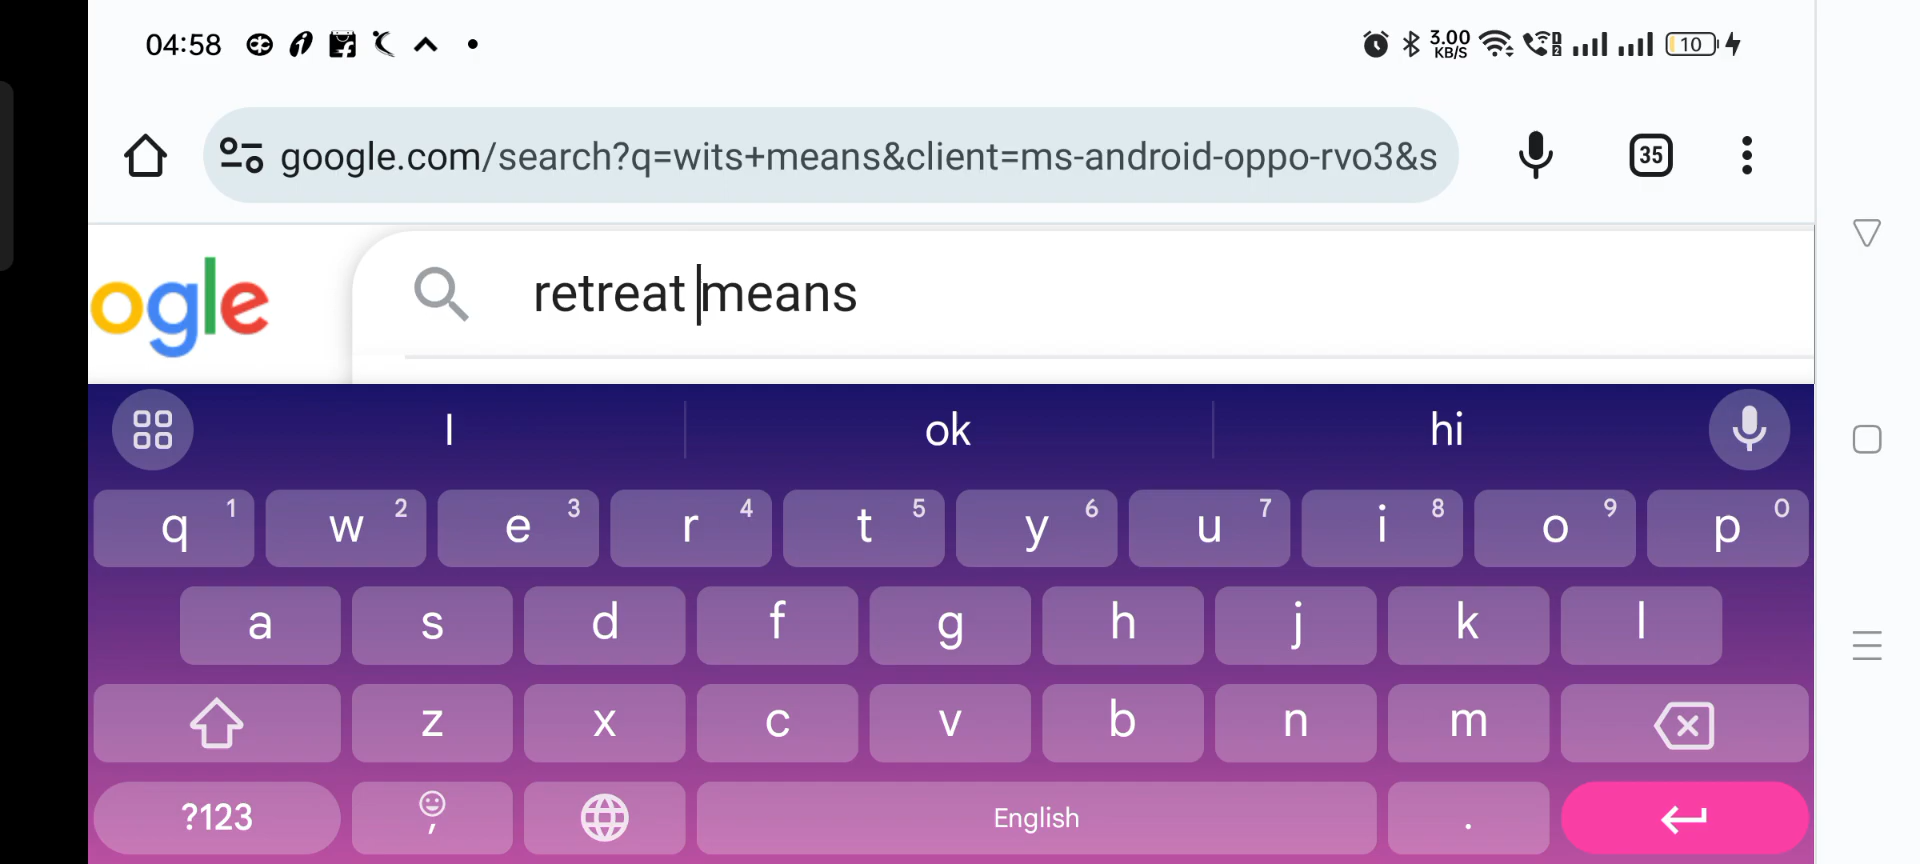 04:58 3.00 KB/S 10
google.com/search?q=wits+means&client=ms-android-oppo-rvo3&s 35
ogle retreat means
I ok hi
q 1 w 2 e 3 r 4 t 5 y 6 u 7 i 8 o 9 p 0
a s d f g h j k l
z x c v b n m
?123 , English .